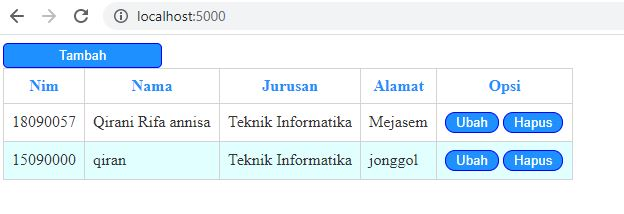 localhost:5000
Tambah
Nim Nama Jurusan Alamat Opsi
18090057 Qirani Rifa annisa Teknik Informatika Mejasem Ubah Hapus
15090000 qiran Teknik Informatika jonggol Ubah Hapus